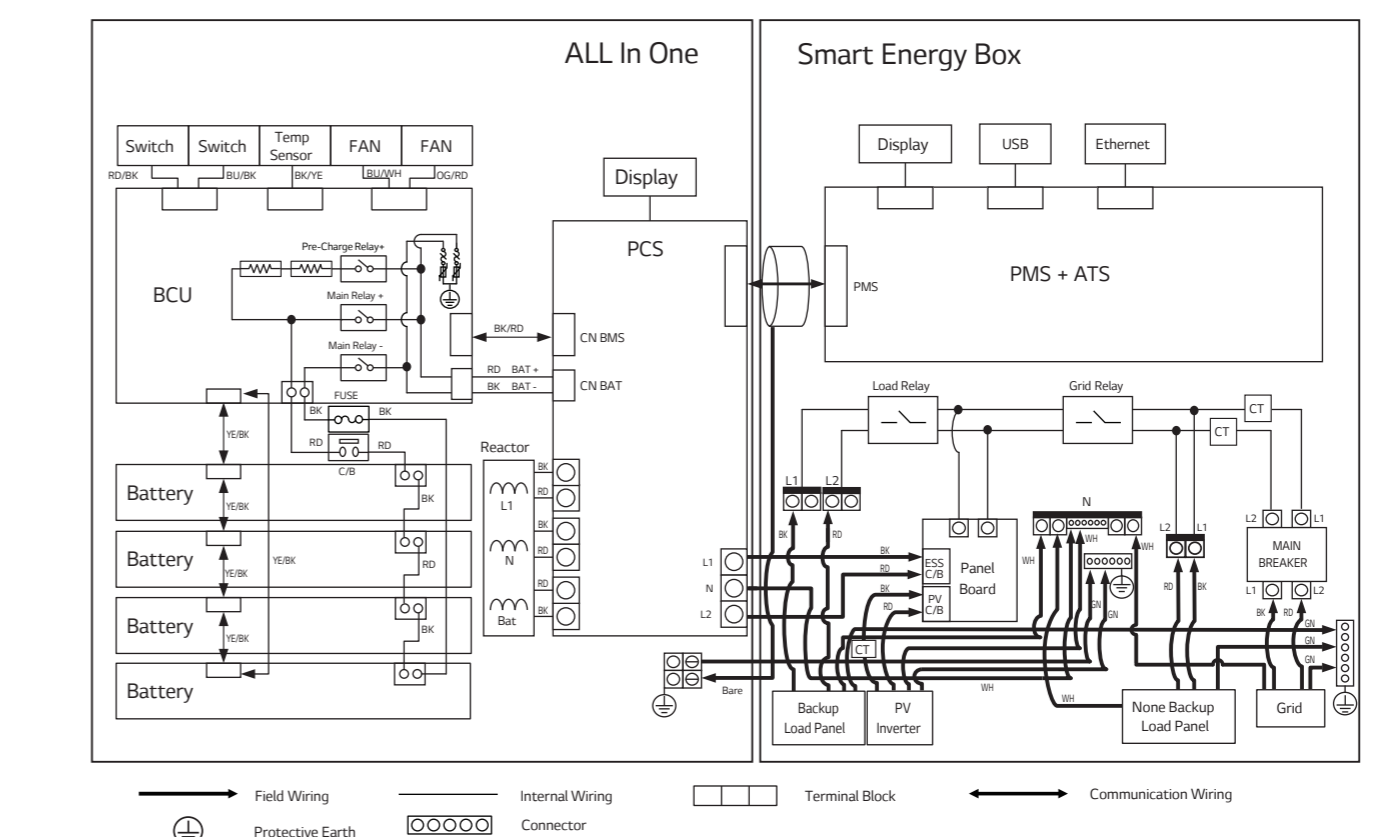 ALL In One
Smart Energy Box
Switch
Switch
Temp
Sensor
FAN
FAN
RD/BK
BU/BK
BK/YE
BU/WH
OG/RD
Display
Display
USB
Ethernet
PCS
PMS
PMS + ATS
BCU
Pre-Charge Relay+
Main Relay +
Main Relay -
BK/RD
CN BMS
RD BAT +
BK BAT -
CN BAT
FUSE
BK
BK
RD
RD
C/B
YE/BK
Battery
YE/BK
BK
Battery
YE/BK
YE/BK
RD
Battery
YE/BK
BK
Battery
Reactor
BK
L1
RD
BK
N
RD
RD
Bat
BK
L1
N
L2
Load Relay
Grid Relay
CT
CT
L1
L2
BK
RD
N
WH
WH
WH
L2
L1
RD
BK
L2
L1
MAIN
BREAKER
L1
L2
BK
RD
BK
RD
ESS
C/B
Panel
Board
BK
RD
PV
C/B
GN
GN
GN
GN
GN
CT
Bare
WH
WH
Backup
Load Panel
PV
Inverter
None Backup
Load Panel
Grid
Field Wiring
Internal Wiring
Terminal Block
Communication Wiring
Protective Earth
Connector